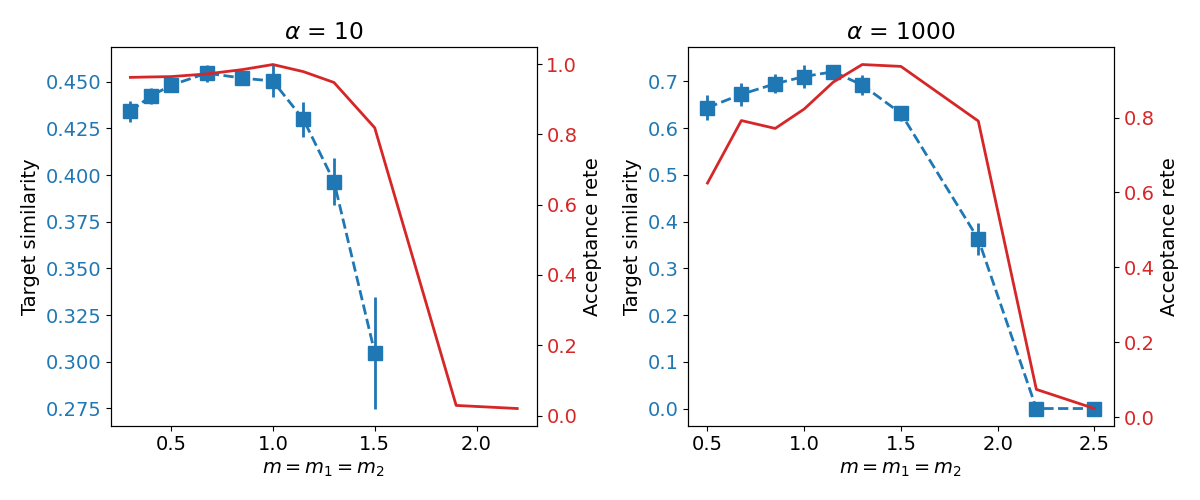 α = 10
Target similarity
0.450
0.425
0.400
0.375
0.350
0.325
0.300
0.275
1.0
0.8
0.6
0.4
0.2
0.0
Acceptance rete
0.5 1.0 1.5 2.0
m = m₁ = m₂
α = 1000
Target similarity
0.7
0.6
0.5
0.4
0.3
0.2
0.1
0.0
0.8
0.6
0.4
0.2
0.0
Acceptance rete
0.5 1.0 1.5 2.0 2.5
m = m₁ = m₂